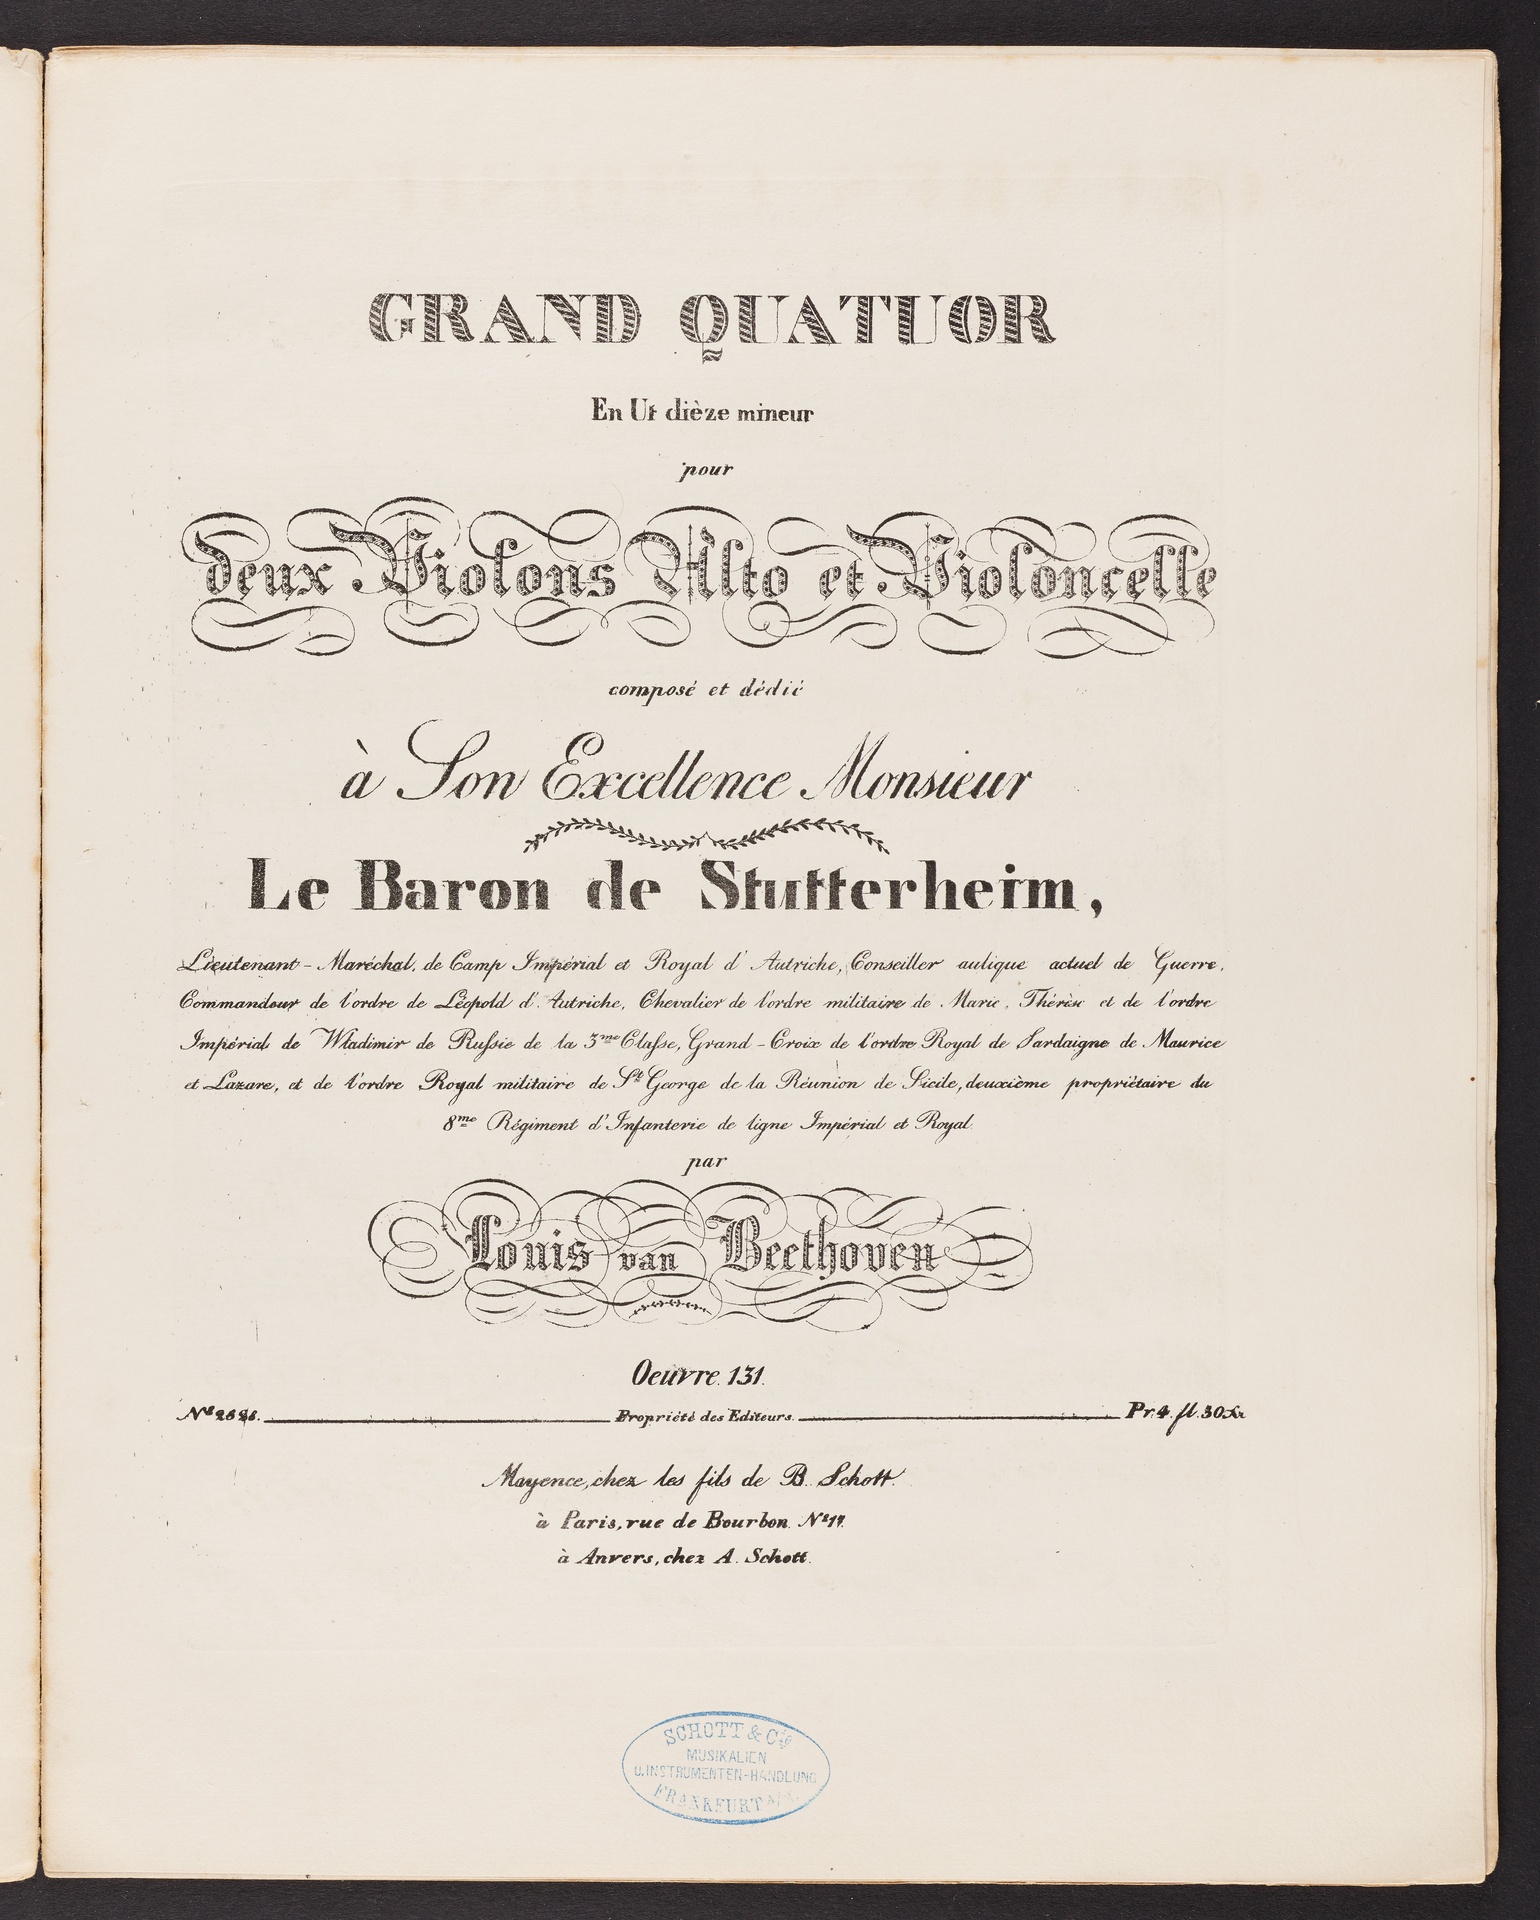 GRAND QUATUOR
En Ut dièze mineur
pour
deux Violons Alto et Violoncelle
composé et dédié
à Son Excellence Monsieur
Le Baron de Stutterheim,
Lieutenant - Maréchal, de Camp Impérial et Royal d' Autriche, Conseiller aulique actuel de Guerre,
Commandeur de l'ordre de Léopold d' Autriche, Chevalier de l'ordre militaire de Marie, Thérèse et de l'ordre
Impérial de Wladimir de Russie de la 3me Classe, Grand - Croix de l'ordre Royal de Sardaigne de Maurice
et Lazare, et de l'ordre Royal militaire de St George de la Réunion de Sicile, deuxième propriétaire du
8me Régiment d'Infanterie de ligne Impérial et Royal
par
Louis van Beethoven
Oeuvre. 131.
No 2628. Propriété des Editeurs. Pr. 4. fl. 30 Xr
Mayence, chez les fils de B. Schott.
à Paris, rue de Bourbon. No 17.
à Anvers, chez A. Schott.
SCHOTT & Cie
MUSIKALIEN
U. INSTRUMENTEN-HANDLUNG
FRANKFURT A/M.